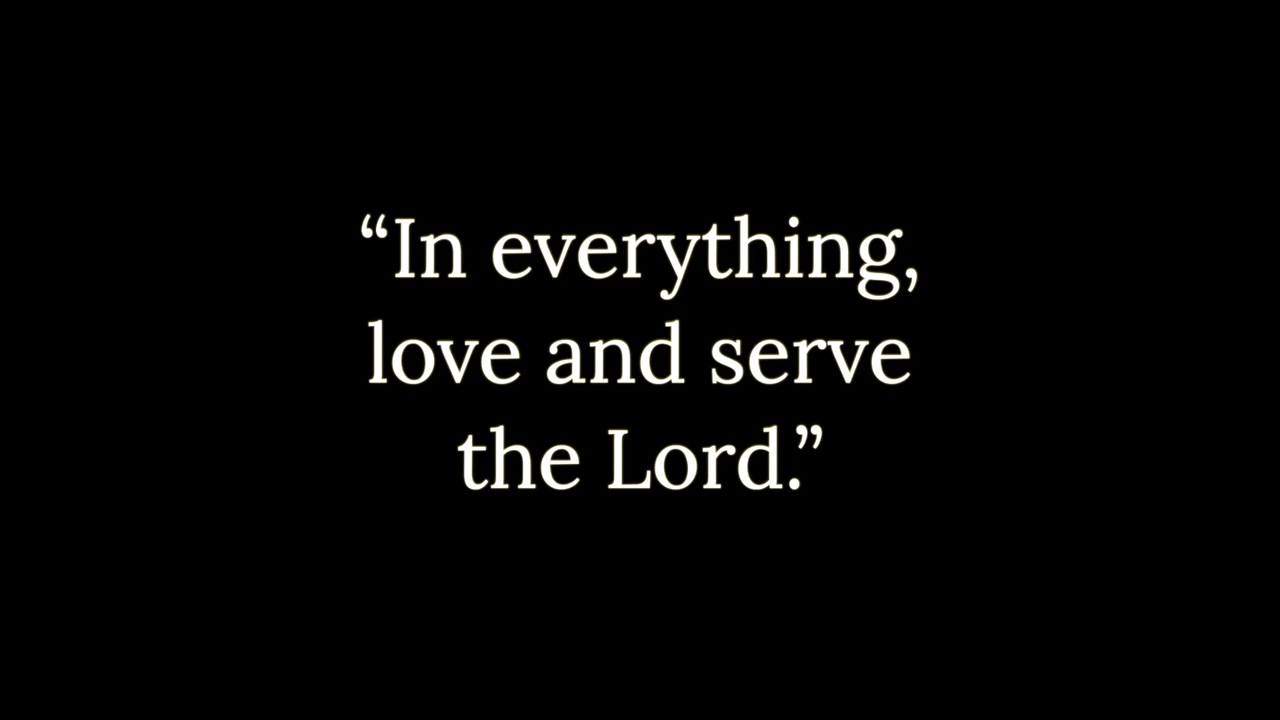 “In everything,
love and serve
the Lord.”